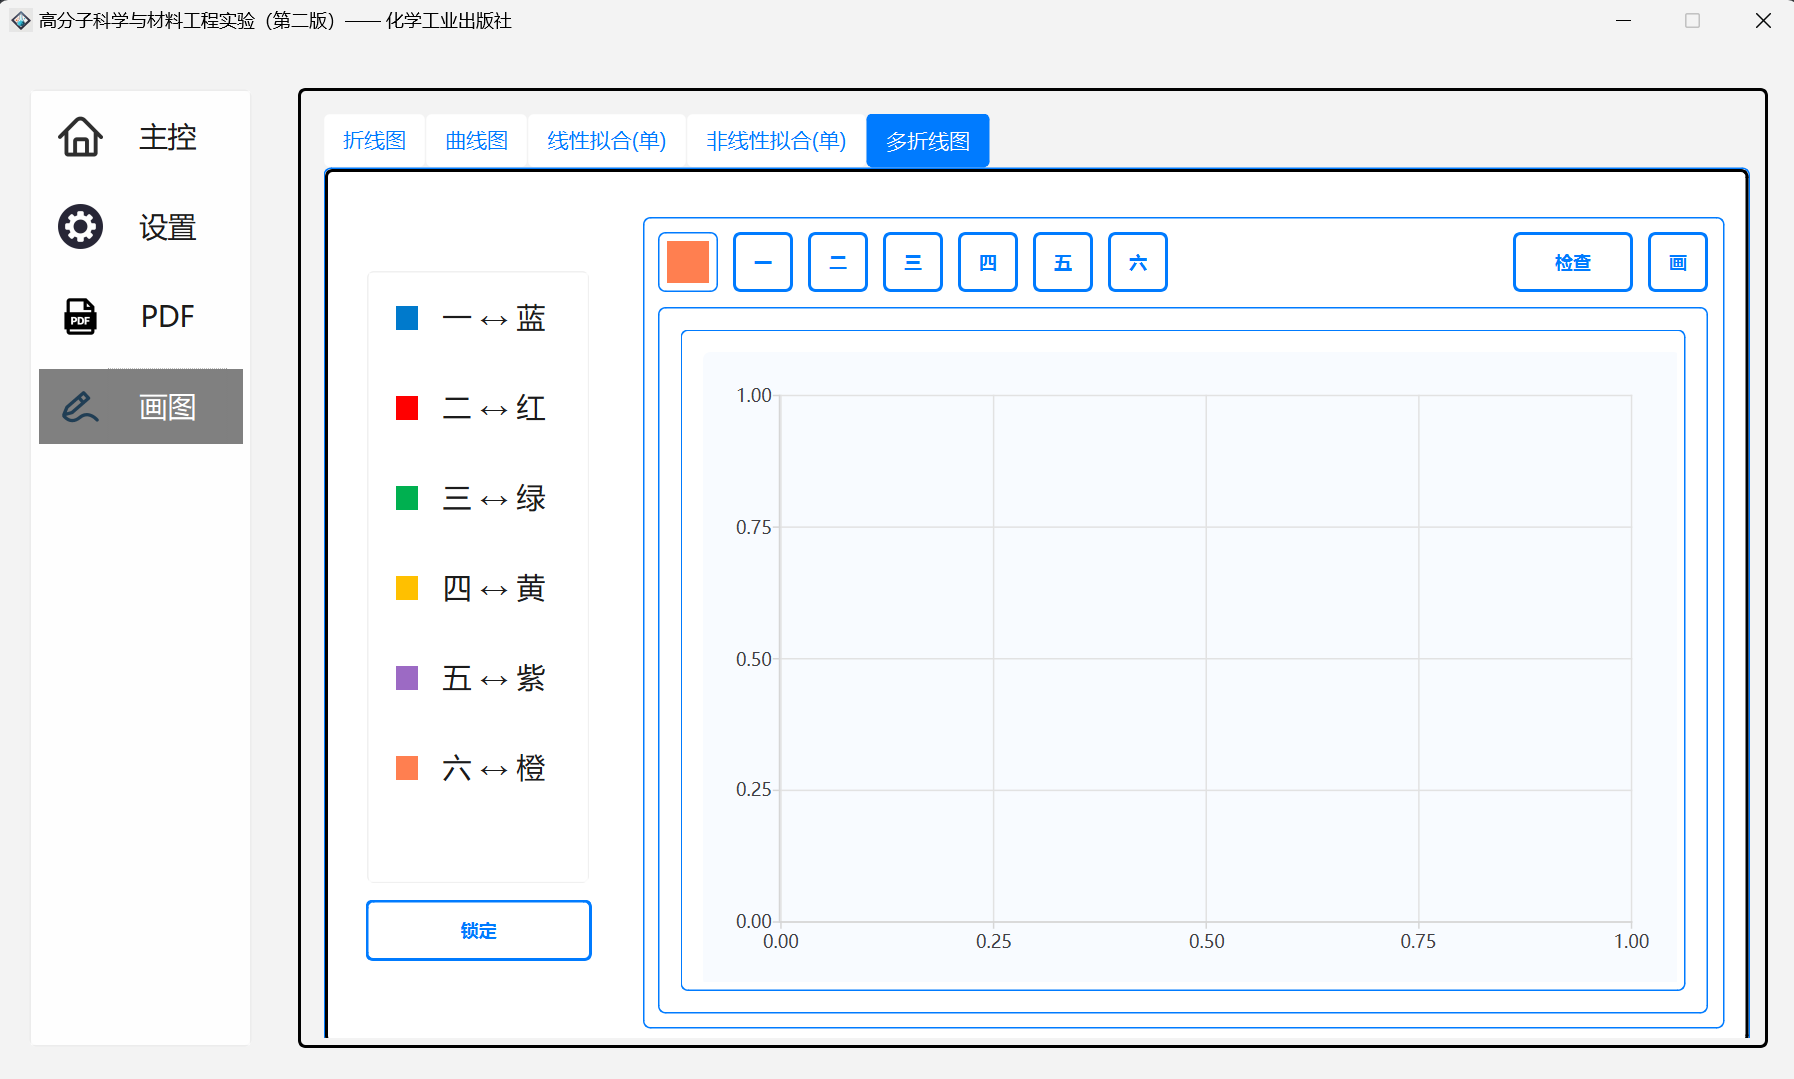 高分子科学与材料工程实验（第二版）—— 化学工业出版社
主控
设置
PDF
PDF
画图
折线图 曲线图 线性拟合(单) 非线性拟合(单) 多折线图
一 二 三 四 五 六 检查 画
一 ↔ 蓝
二 ↔ 红
三 ↔ 绿
四 ↔ 黄
五 ↔ 紫
六 ↔ 橙
锁定
1.00
0.75
0.50
0.25
0.00
0.00 0.25 0.50 0.75 1.00